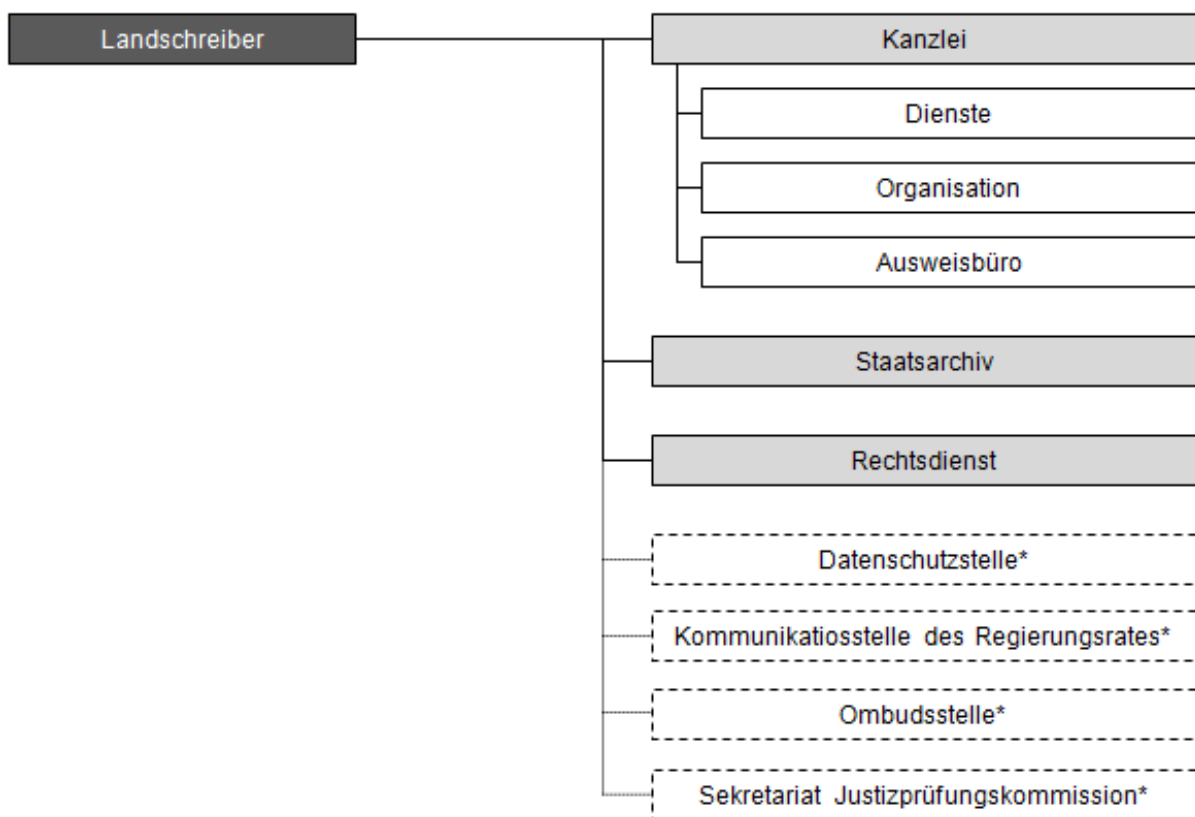 Landschreiber
Kanzlei
Dienste
Organisation
Ausweisbüro
Staatsarchiv
Rechtsdienst
Datenschutzstelle*
Kommunikatiosstelle des Regierungsrates*
Ombudsstelle*
Sekretariat Justizprüfungskommission*